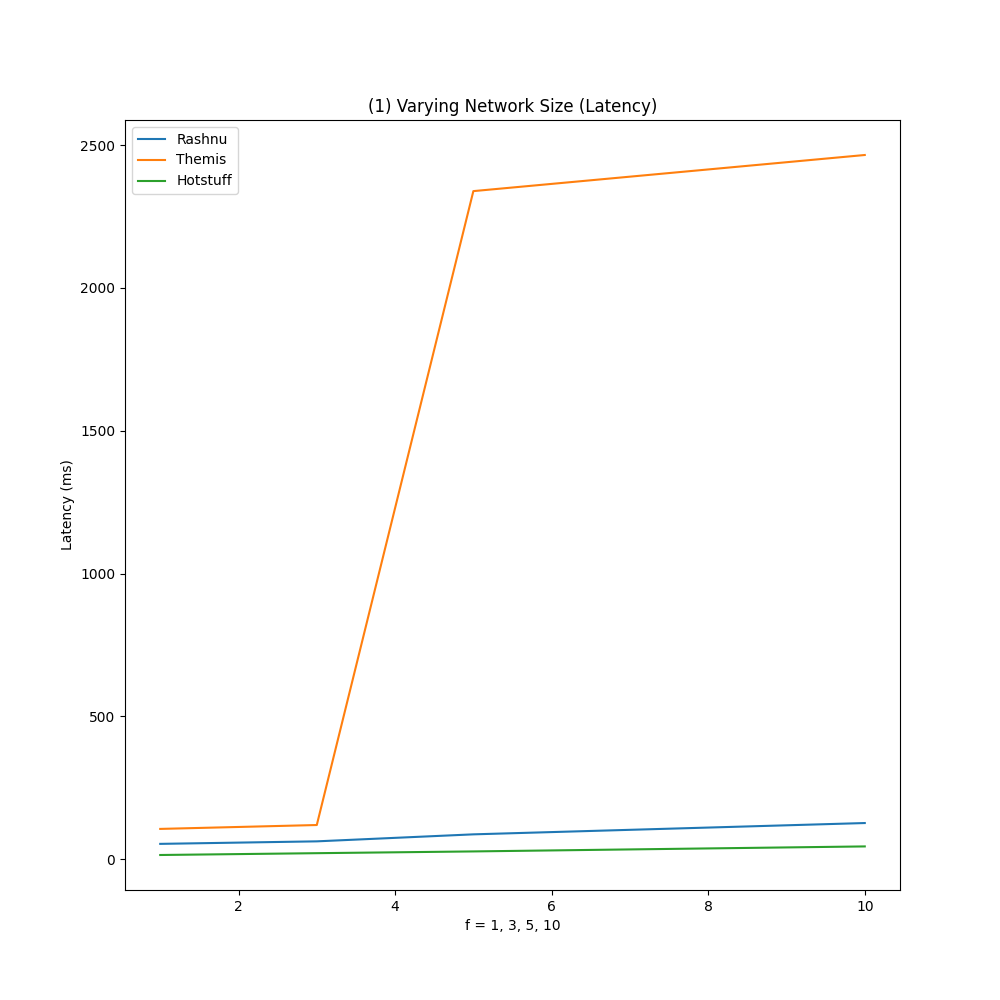 (1) Varying Network Size (Latency)
Rashnu
Themis
Hotstuff
2500
2000
1500
1000
500
0
Latency (ms)
2 4 6 8 10
f = 1, 3, 5, 10